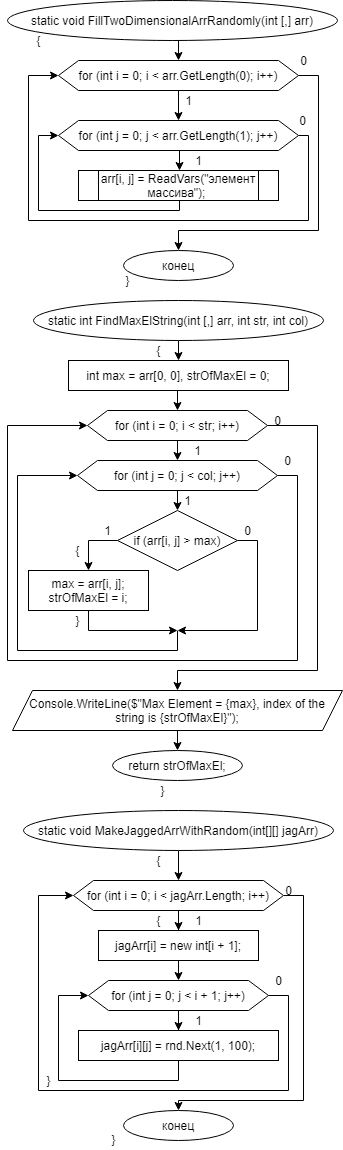 static void FillTwoDimensionalArrRandomly(int [,] arr)
{
for (int i = 0; i < arr.GetLength(0); i++)
0
1
for (int j = 0; j < arr.GetLength(1); j++)
0
1
arr[i, j] = ReadVars("элемент
массива");
конец
}
static int FindMaxElString(int [,] arr, int str, int col)
{
int max = arr[0, 0], strOfMaxEl = 0;
for (int i = 0; i < str; i++)
0
1
for (int j = 0; j < col; j++)
0
1
if (arr[i, j] > max)
1
0
{
max = arr[i, j];
strOfMaxEl = i;
}
Console.WriteLine($"Max Element = {max}, index of the
string is {strOfMaxEl}");
return strOfMaxEl;
}
static void MakeJaggedArrWithRandom(int[][] jagArr)
{
for (int i = 0; i < jagArr.Length; i++)
0
{
1
jagArr[i] = new int[i + 1];
for (int j = 0; j < i + 1; j++)
0
1
jagArr[i][j] = rnd.Next(1, 100);
}
конец
}